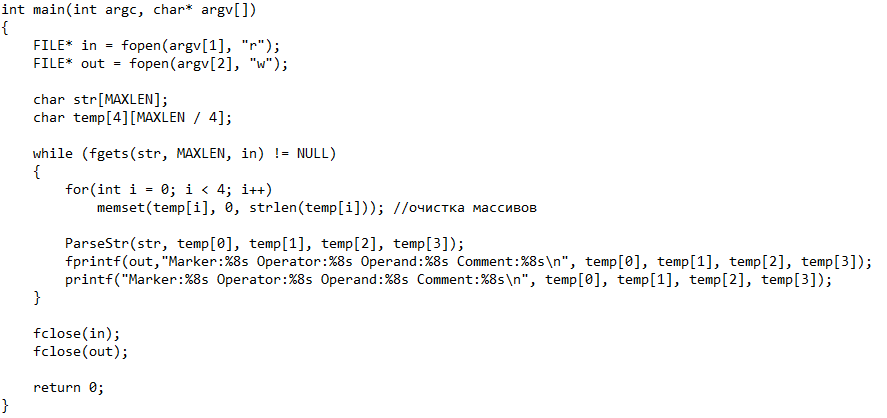 int main(int argc, char* argv[])
{
    FILE* in = fopen(argv[1], "r");
    FILE* out = fopen(argv[2], "w");

    char str[MAXLEN];
    char temp[4][MAXLEN / 4];

    while (fgets(str, MAXLEN, in) != NULL)
    {
        for(int i = 0; i < 4; i++)
            memset(temp[i], 0, strlen(temp[i])); //очистка массивов

        ParseStr(str, temp[0], temp[1], temp[2], temp[3]);
        fprintf(out,"Marker:%8s Operator:%8s Operand:%8s Comment:%8s\n", temp[0], temp[1], temp[2], temp[3]);
        printf("Marker:%8s Operator:%8s Operand:%8s Comment:%8s\n", temp[0], temp[1], temp[2], temp[3]);
    }

    fclose(in);
    fclose(out);

    return 0;
}